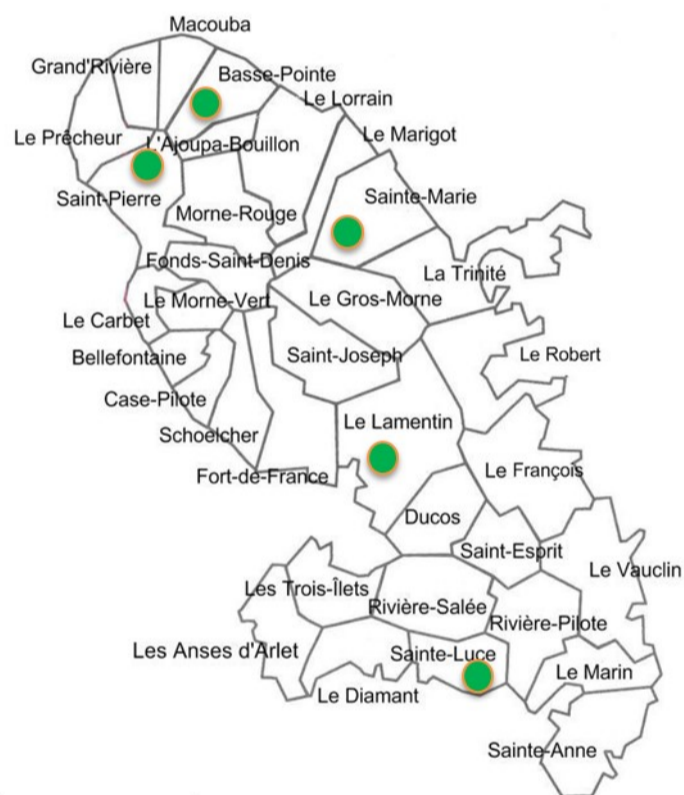 Macouba
Grand'Rivière
Basse-Pointe
Le Lorrain
Le Prêcheur
L'Ajoupa-Bouillon
Le Marigot
Saint-Pierre
Sainte-Marie
Morne-Rouge
Fonds-Saint-Denis
La Trinité
Le Morne-Vert
Le Gros-Morne
Le Carbet
Bellefontaine
Saint-Joseph
Le Robert
Case-Pilote
Le Lamentin
Schoelcher
Fort-de-France
Le François
Ducos
Saint-Esprit
Le Vauclin
Les Trois-Îlets
Rivière-Salée
Rivière-Pilote
Les Anses d'Arlet
Sainte-Luce
Le Marin
Le Diamant
Sainte-Anne